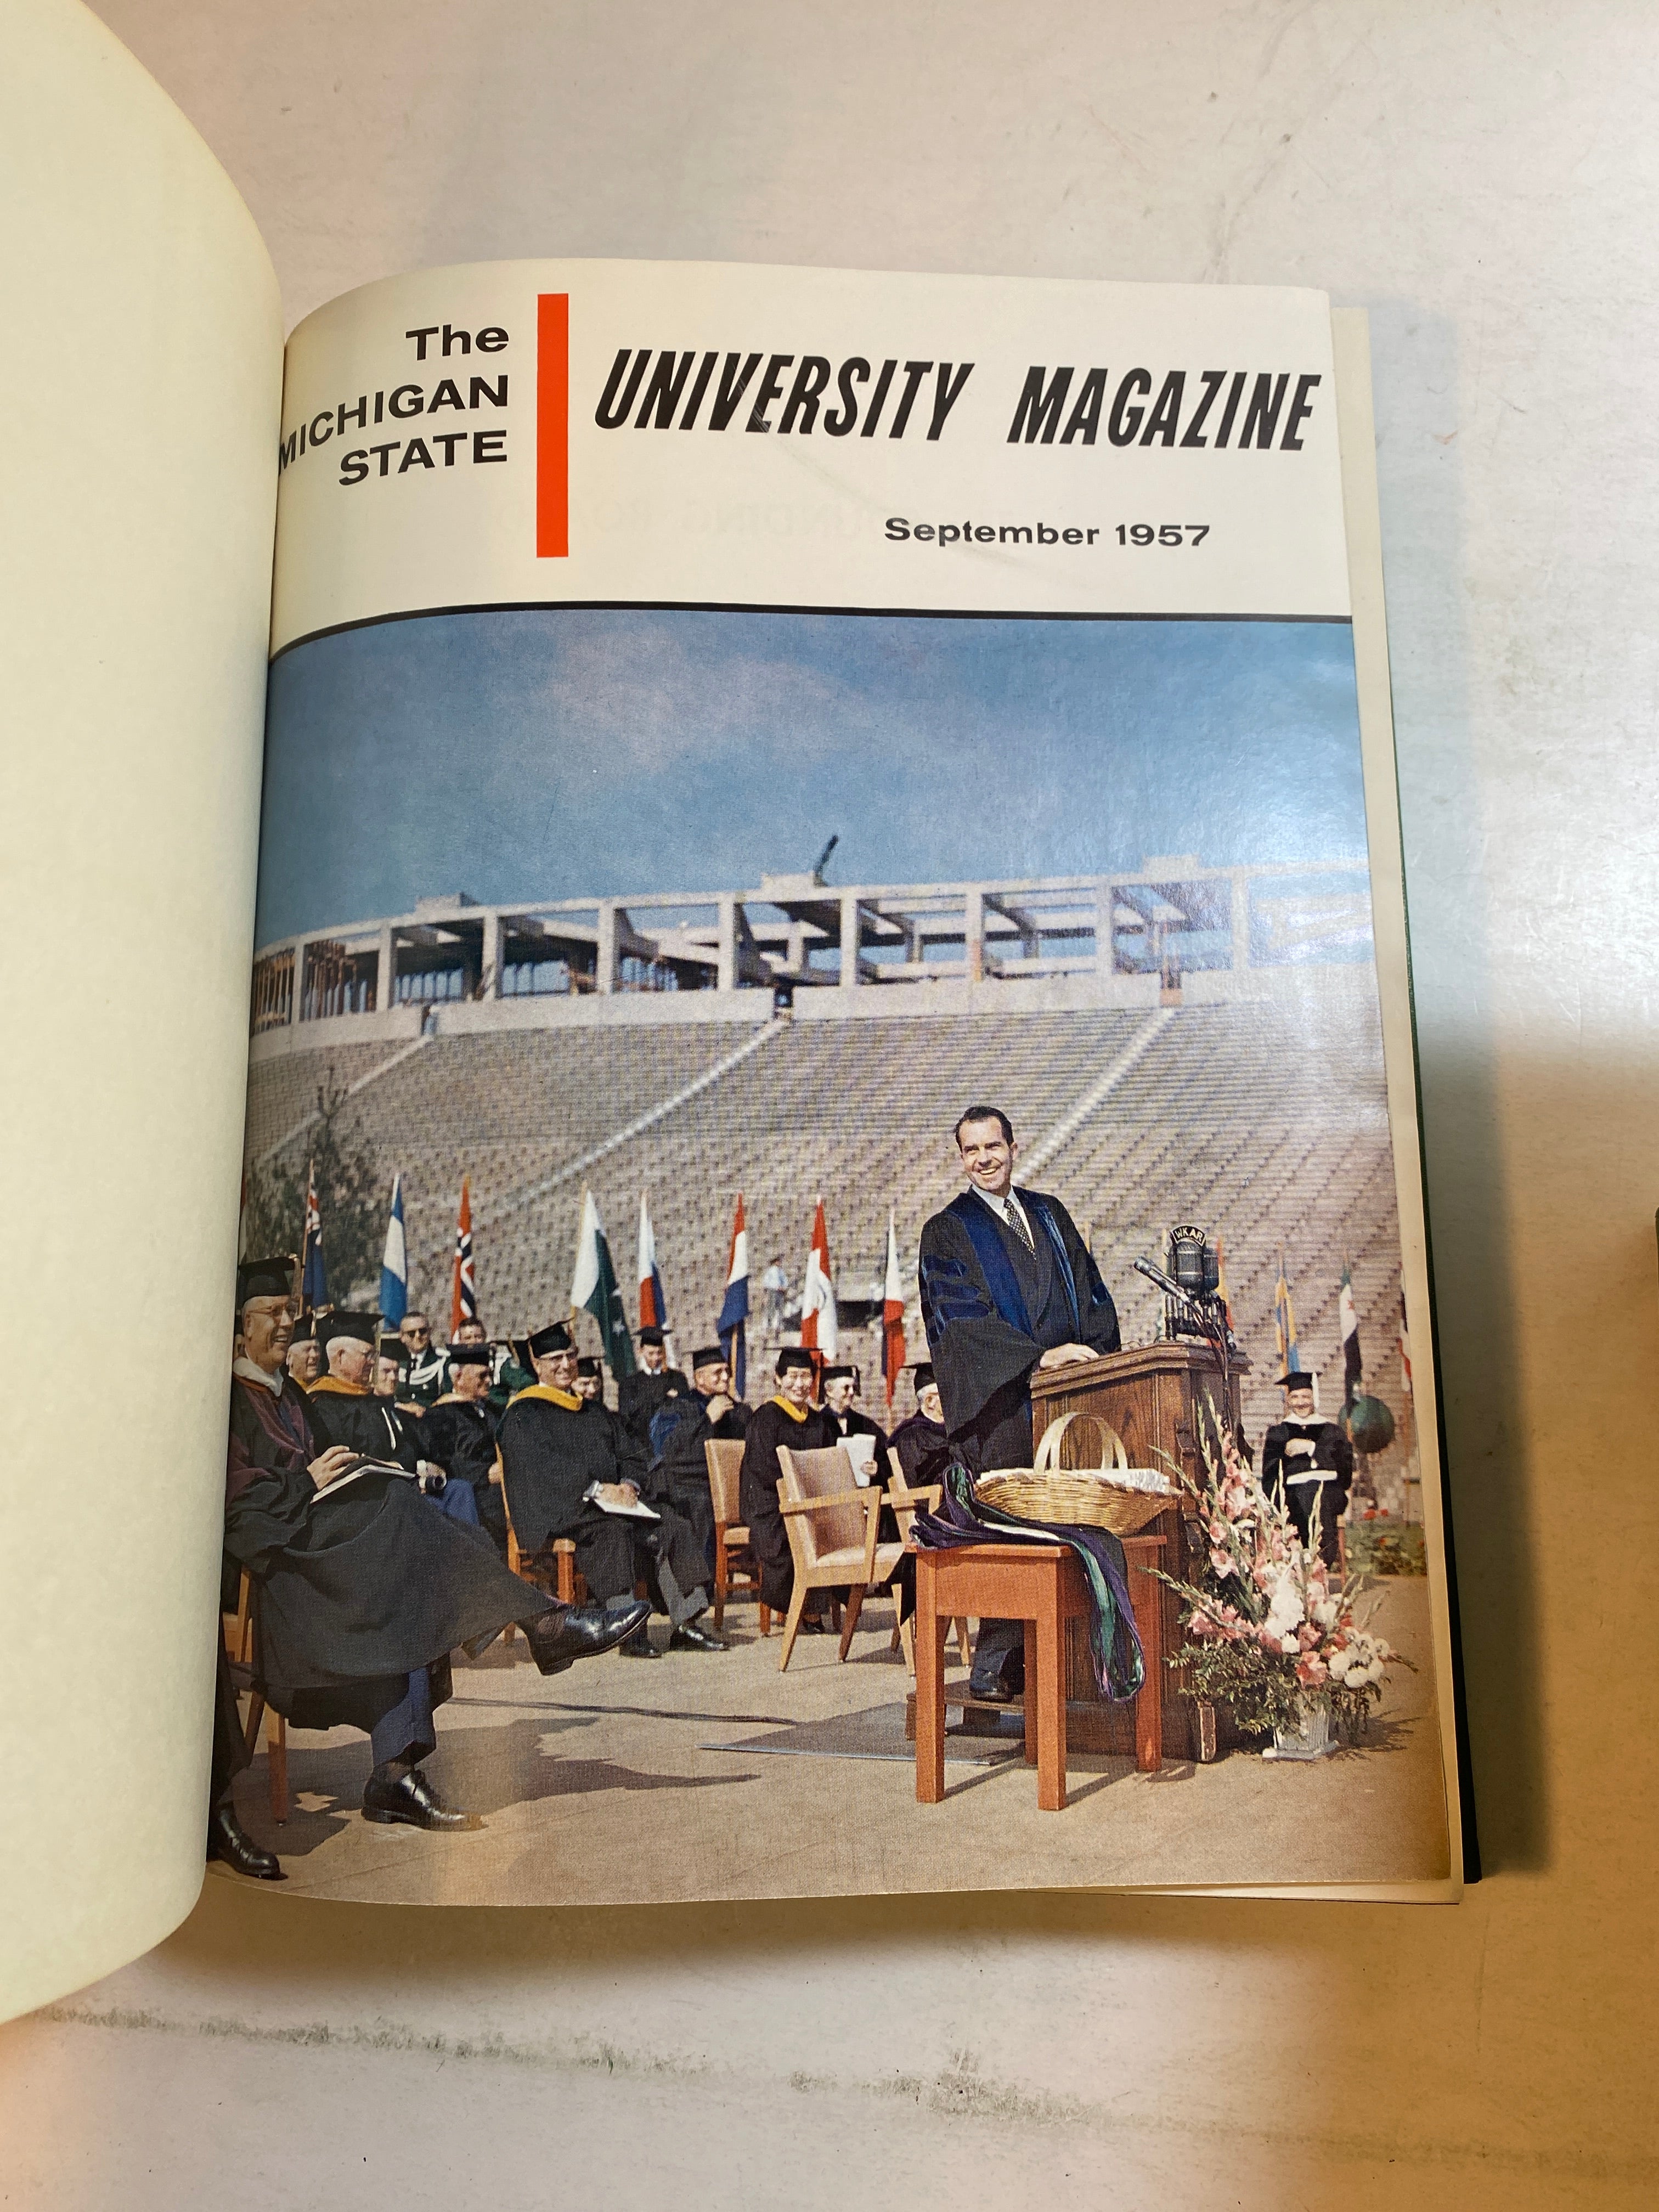 The
MICHIGAN
STATE
UNIVERSITY MAGAZINE
September 1957
WKAR